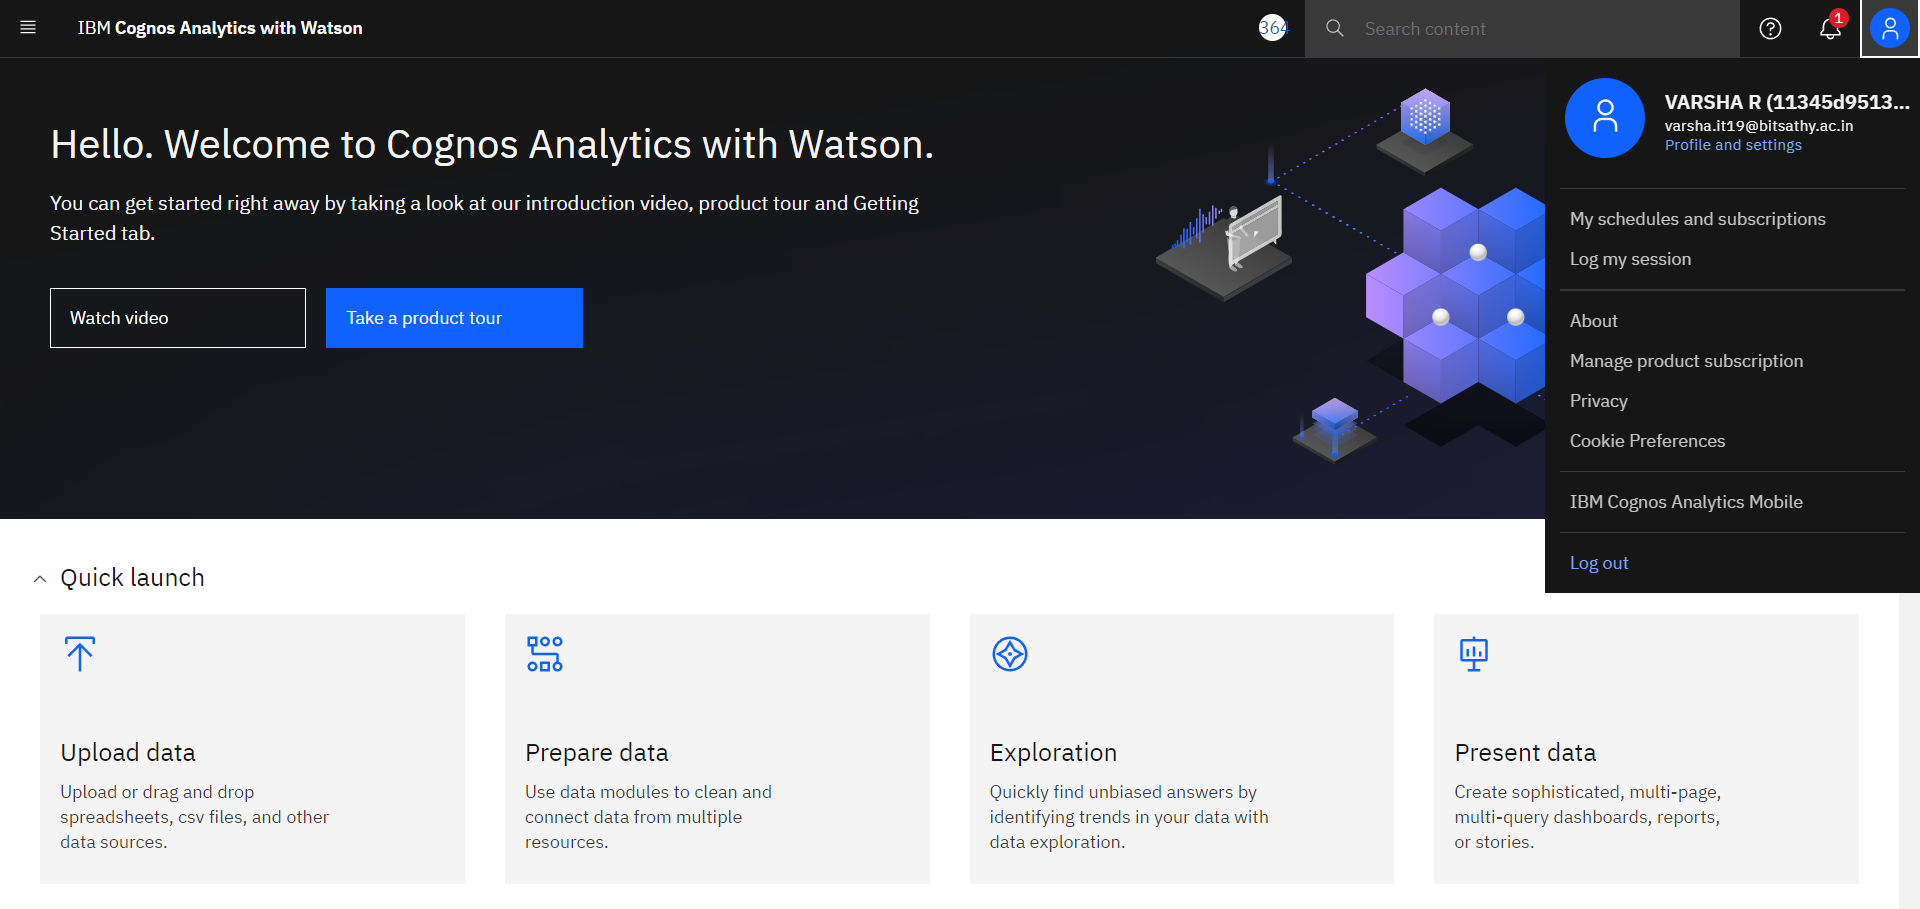 IBM Cognos Analytics with Watson
364
Search content
1
Hello. Welcome to Cognos Analytics with Watson.
You can get started right away by taking a look at our introduction video, product tour and Getting
Started tab.
Watch video
Take a product tour
VARSHA R (11345d9513...
varsha.it19@bitsathy.ac.in
Profile and settings
My schedules and subscriptions
Log my session
About
Manage product subscription
Privacy
Cookie Preferences
IBM Cognos Analytics Mobile
Log out
Quick launch
Upload data
Upload or drag and drop
spreadsheets, csv files, and other
data sources.
Prepare data
Use data modules to clean and
connect data from multiple
resources.
Exploration
Quickly find unbiased answers by
identifying trends in your data with
data exploration.
Present data
Create sophisticated, multi-page,
multi-query dashboards, reports,
or stories.